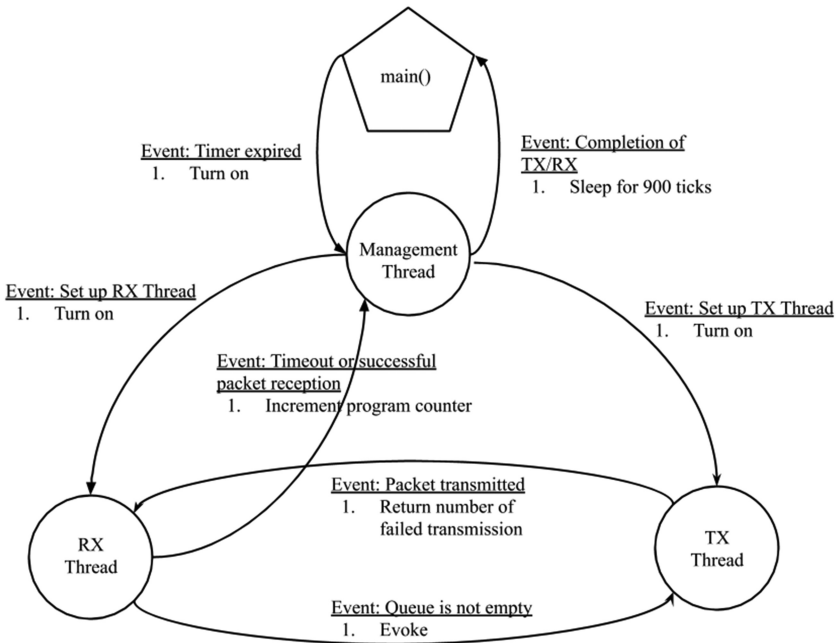 main()
Event: Timer expired
1. Turn on
Event: Completion of
TX/RX
1. Sleep for 900 ticks
Management
Thread
Event: Set up RX Thread
1. Turn on
Event: Set up TX Thread
1. Turn on
Event: Timeout or successful
packet reception
1. Increment program counter
Event: Packet transmitted
1. Return number of
failed transmission
RX
Thread
TX
Thread
Event: Queue is not empty
1. Evoke